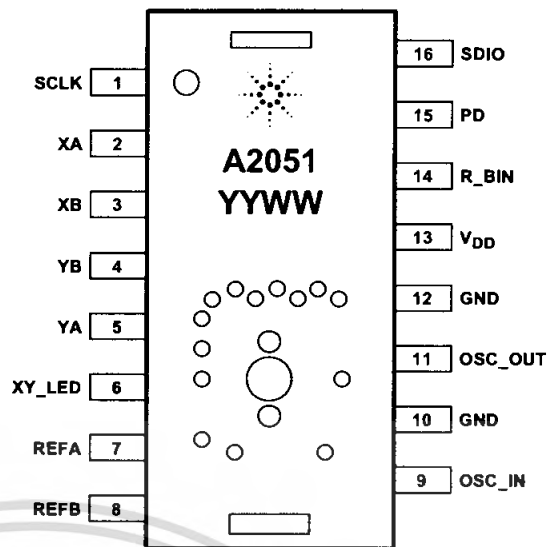 SCLK 1
XA 2
XB 3
YB 4
YA 5
XY_LED 6
REFA 7
REFB 8
A2051
YYWW
16 SDIO
15 PD
14 R_BIN
13 VDD
12 GND
11 OSC_OUT
10 GND
9 OSC_IN